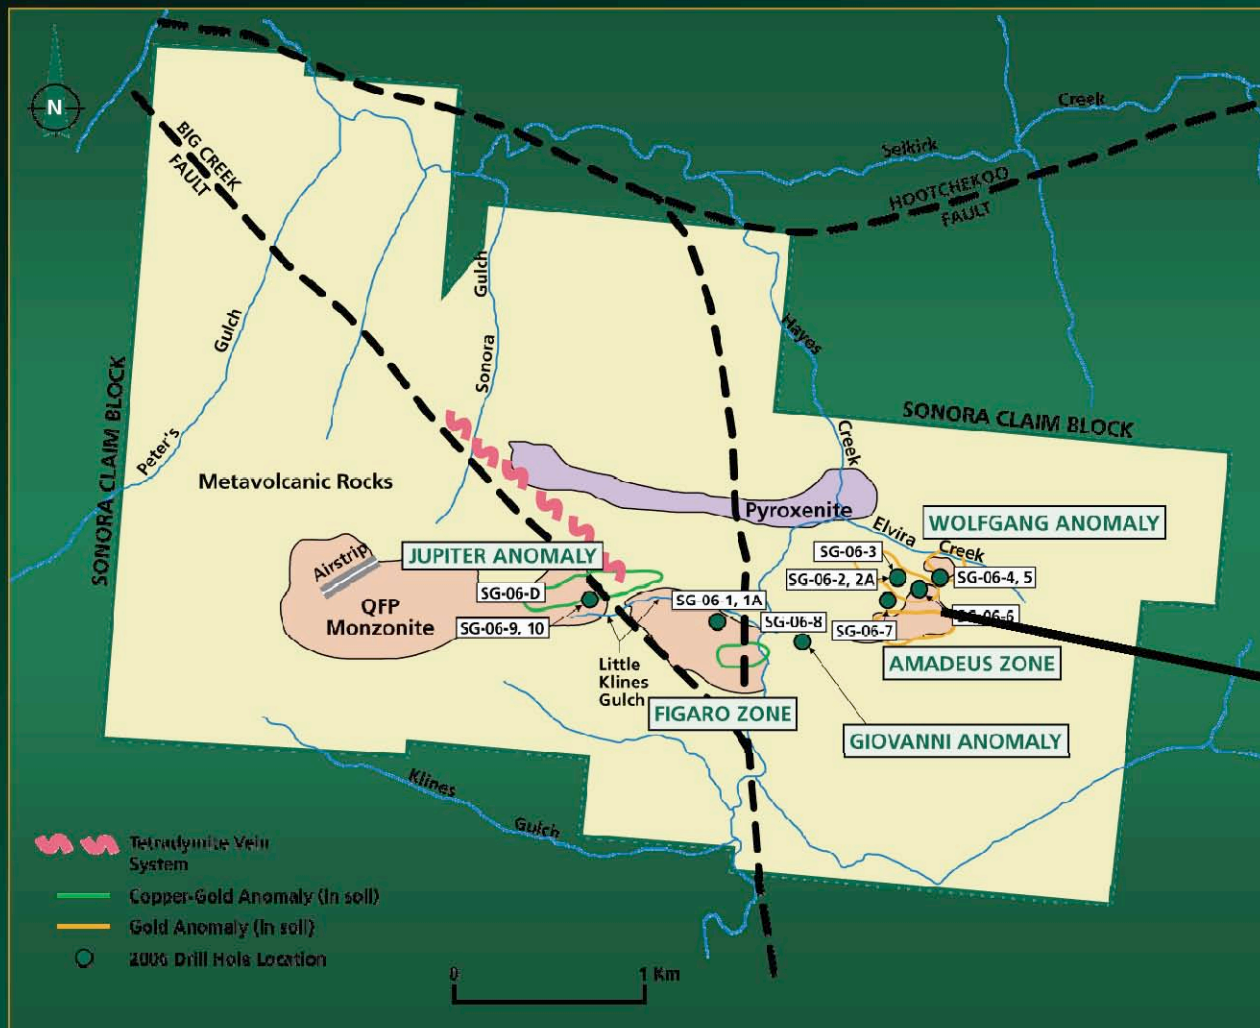 N
BIG CREEK
FAULT
Selkirk
Creek
HOOTCHEKOO
FAULT
Gulch
Sonora
Gulch
Peter's
Hayes
Creek
SONORA CLAIM BLOCK
SONORA CLAIM BLOCK
Metavolcanic Rocks
Pyroxenite
Elvira
Creek
WOLFGANG ANOMALY
JUPITER ANOMALY
Airstrip
QFP
Monzonite
SG-06-D
SG-06-9, 10
SG-06-1, 1A
SG-06-3
SG-06-2, 2A
SG-06-4, 5
SG-06-6
SG-06-8
SG-06-7
AMADEUS ZONE
Little
Klines
Gulch
FIGARO ZONE
GIOVANNI ANOMALY
Klines
Gulch
Tetradymite Vein
System
Copper-Gold Anomaly (in soil)
Gold Anomaly (in soil)
2006 Drill Hole Location
0
1 Km